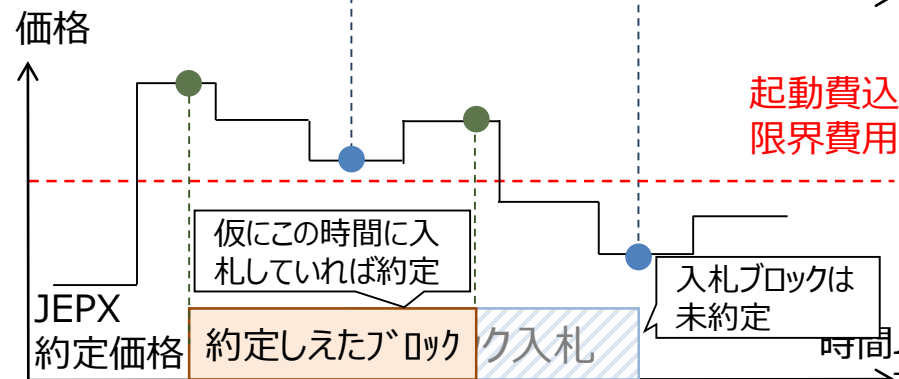 価格
起動費込
限界費用
仮にこの時間に入
札していれば約定
入札ブロックは
未約定
JEPX
約定価格
約定しえたブロック
ック入札
時間